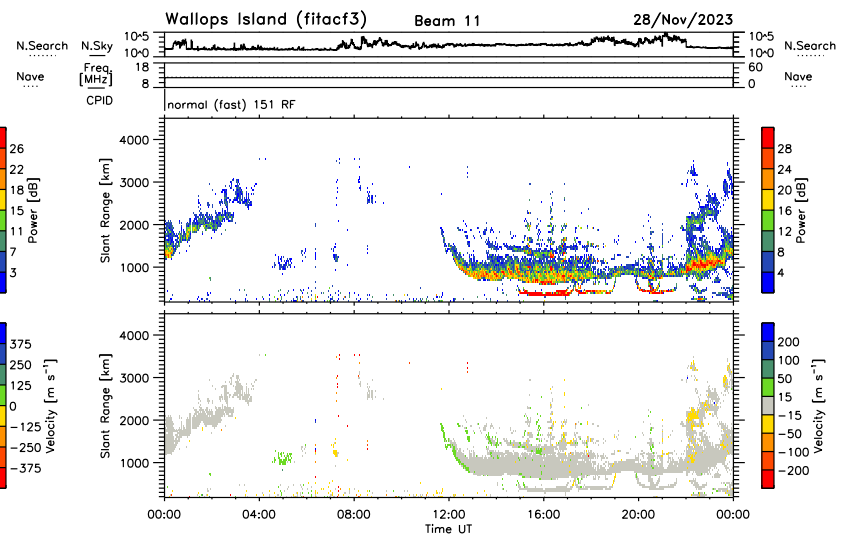 Wallops Island (fitacf3) Beam 11 28/Nov/2023
N.Search N.Sky 10^5 10^0 10^5 10^0 N.Search
Nave Freq. [MHz] 18 8 60 0 Nave
CPID normal (fast) 151 RF
Slant Range [km] 4000 3000 2000 1000
Power [dB] 26 22 18 15 11 7 3
Power [dB] 28 24 20 16 12 8 4
Slant Range [km] 4000 3000 2000 1000
Velocity [m s⁻¹] 375 250 125 0 −125 −250 −375
Velocity [m s⁻¹] 200 100 50 15 −15 −50 −100 −200
00:00 04:00 08:00 12:00 16:00 20:00 00:00
Time UT